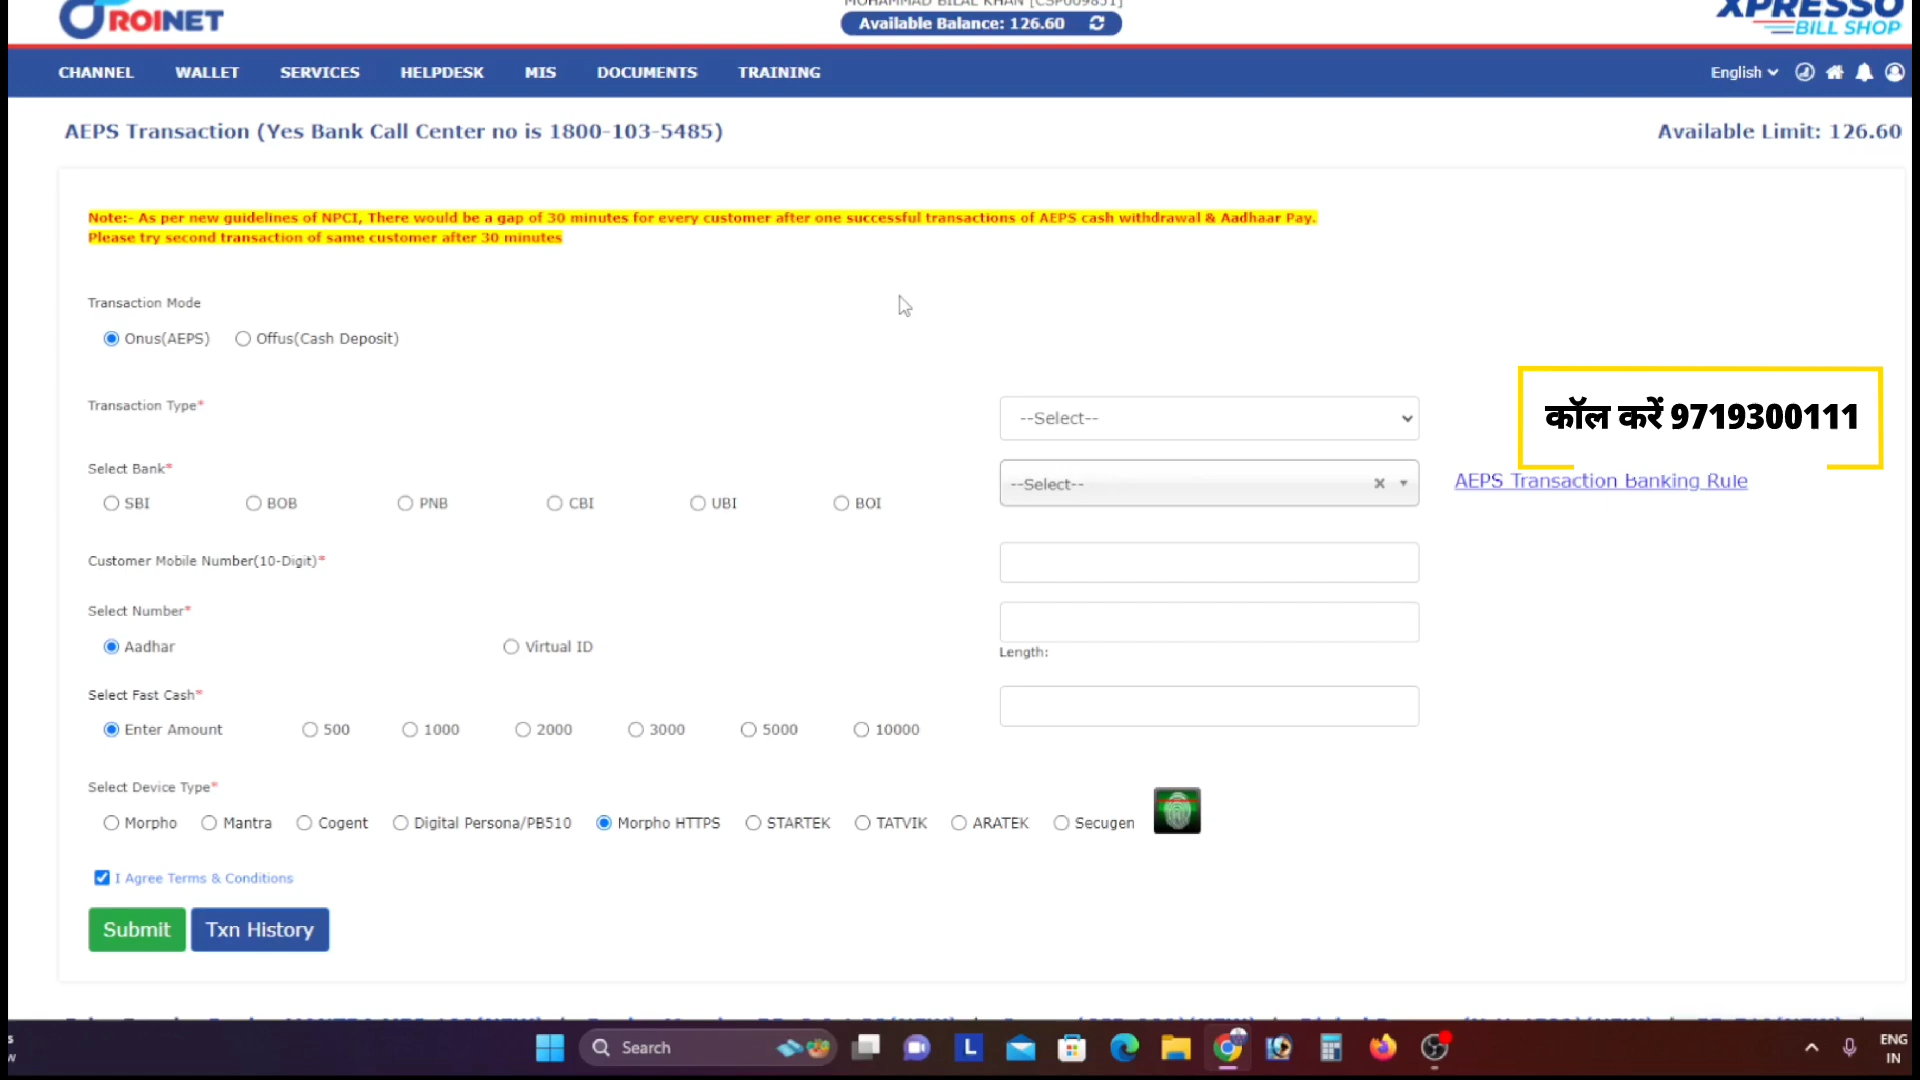 ROINET
MOHAMMAD BILAL KHAN [CSP009851]
Available Balance: 126.60
XPRESSO
BILL SHOP
CHANNEL WALLET SERVICES HELPDESK MIS DOCUMENTS TRAINING English
AEPS Transaction (Yes Bank Call Center no is 1800-103-5485) Available Limit: 126.60
Note:- As per new guidelines of NPCI, There would be a gap of 30 minutes for every customer after one successful transactions of AEPS cash withdrawal & Aadhaar Pay.
Please try second transaction of same customer after 30 minutes
Transaction Mode
Onus(AEPS) Offus(Cash Deposit)
Transaction Type* --Select--
कॉल करें 9719300111
Select Bank* --Select-- AEPS Transaction Banking Rule
SBI BOB PNB CBI UBI BOI
Customer Mobile Number(10-Digit)*
Select Number*
Aadhar Virtual ID Length:
Select Fast Cash*
Enter Amount 500 1000 2000 3000 5000 10000
Select Device Type*
Morpho Mantra Cogent Digital Persona/PB510 Morpho HTTPS STARTEK TATVIK ARATEK Secugen
I Agree Terms & Conditions
Submit Txn History
Search
ENG
IN